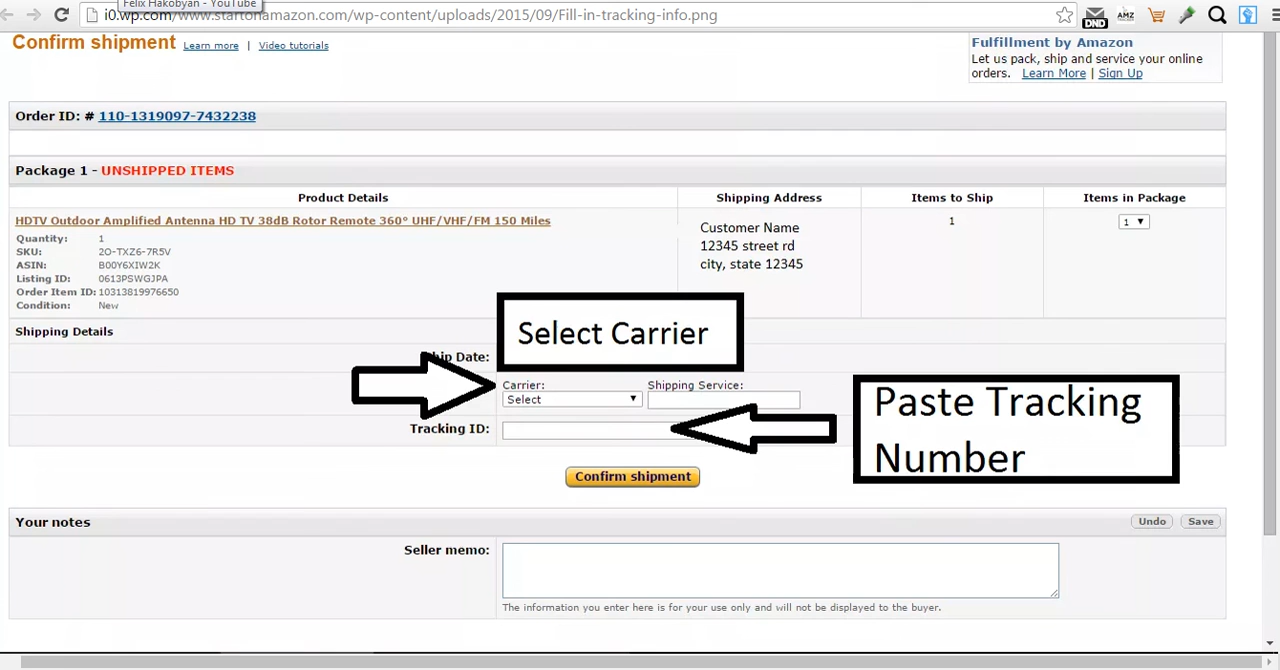 Felix Hakobyan - YouTube
i0.wp.com/www.startonamazon.com/wp-content/uploads/2015/09/Fill-in-tracking-info.png
DND
AMZ
Confirm shipment Learn more | Video tutorials
Fulfillment by Amazon
Let us pack, ship and service your online
orders. Learn More | Sign Up
Order ID: # 110-1319097-7432238
Package 1 - UNSHIPPED ITEMS
Product Details Shipping Address Items to Ship Items in Package
HDTV Outdoor Amplified Antenna HD TV 38dB Rotor Remote 360° UHF/VHF/FM 150 Miles
Quantity: 1
SKU: 2O-TXZ6-7R5V
ASIN: B00Y6XIW2K
Listing ID: 0613PSWGJPA
Order Item ID: 10313819976650
Condition: New
Customer Name
12345 street rd
city, state 12345
1
1
Shipping Details
Select Carrier
Ship Date:
Carrier: Shipping Service:
Select
Tracking ID:
Paste Tracking
Number
Confirm shipment
Your notes Undo Save
Seller memo:
The information you enter here is for your use only and will not be displayed to the buyer.